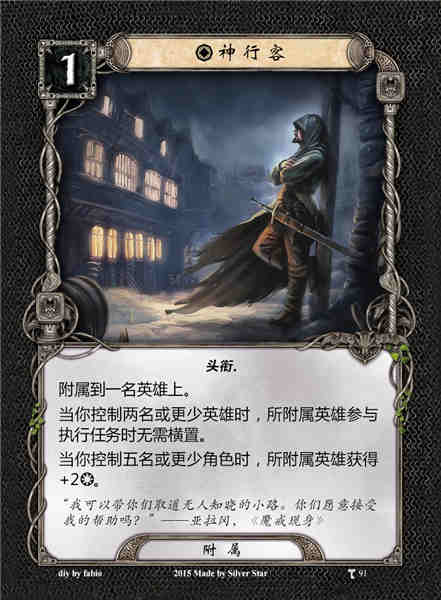 1
神行客
头衔.
附属到一名英雄上。
当你控制两名或更少英雄时，所附属英雄参与
执行任务时无需横置。
当你控制五名或更少角色时，所附属英雄获得
+2。
“我可以带你们取道无人知晓的小路。你们愿意接受
我的帮助吗？”——亚拉冈，《魔戒现身》
附属
diy by fabio 2015 Made by Silver Star 91